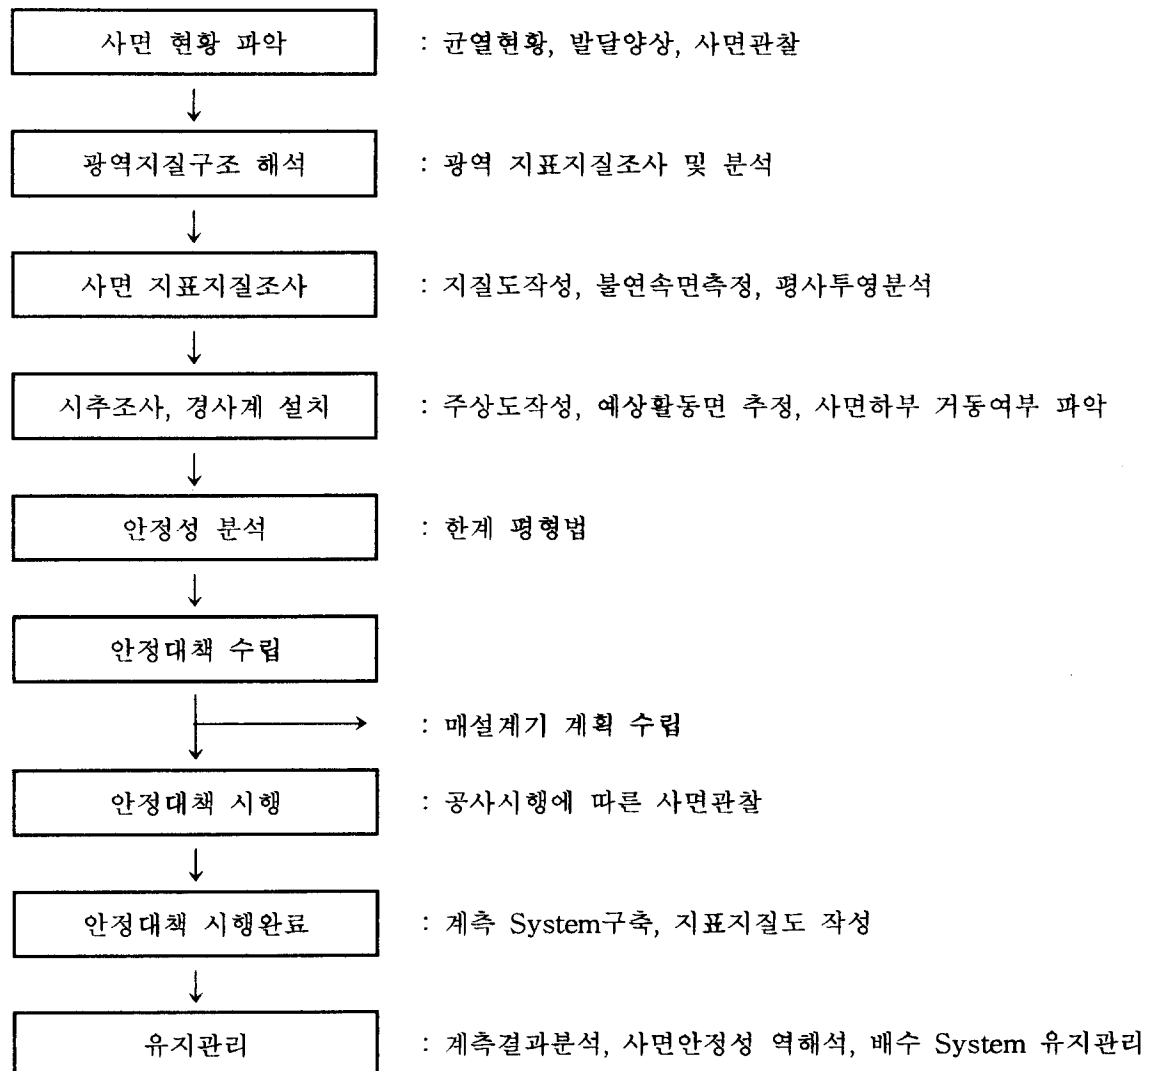 사면 현황 파악 : 균열현황, 발달양상, 사면관찰
광역지질구조 해석 : 광역 지표지질조사 및 분석
사면 지표지질조사 : 지질도작성, 불연속면측정, 평사투영분석
시추조사, 경사계 설치 : 주상도작성, 예상활동면 추정, 사면하부 거동여부 파악
안정성 분석 : 한계 평형법
안정대책 수립
: 매설계기 계획 수립
안정대책 시행 : 공사시행에 따른 사면관찰
안정대책 시행완료 : 계측 System구축, 지표지질도 작성
유지관리 : 계측결과분석, 사면안정성 역해석, 배수 System 유지관리